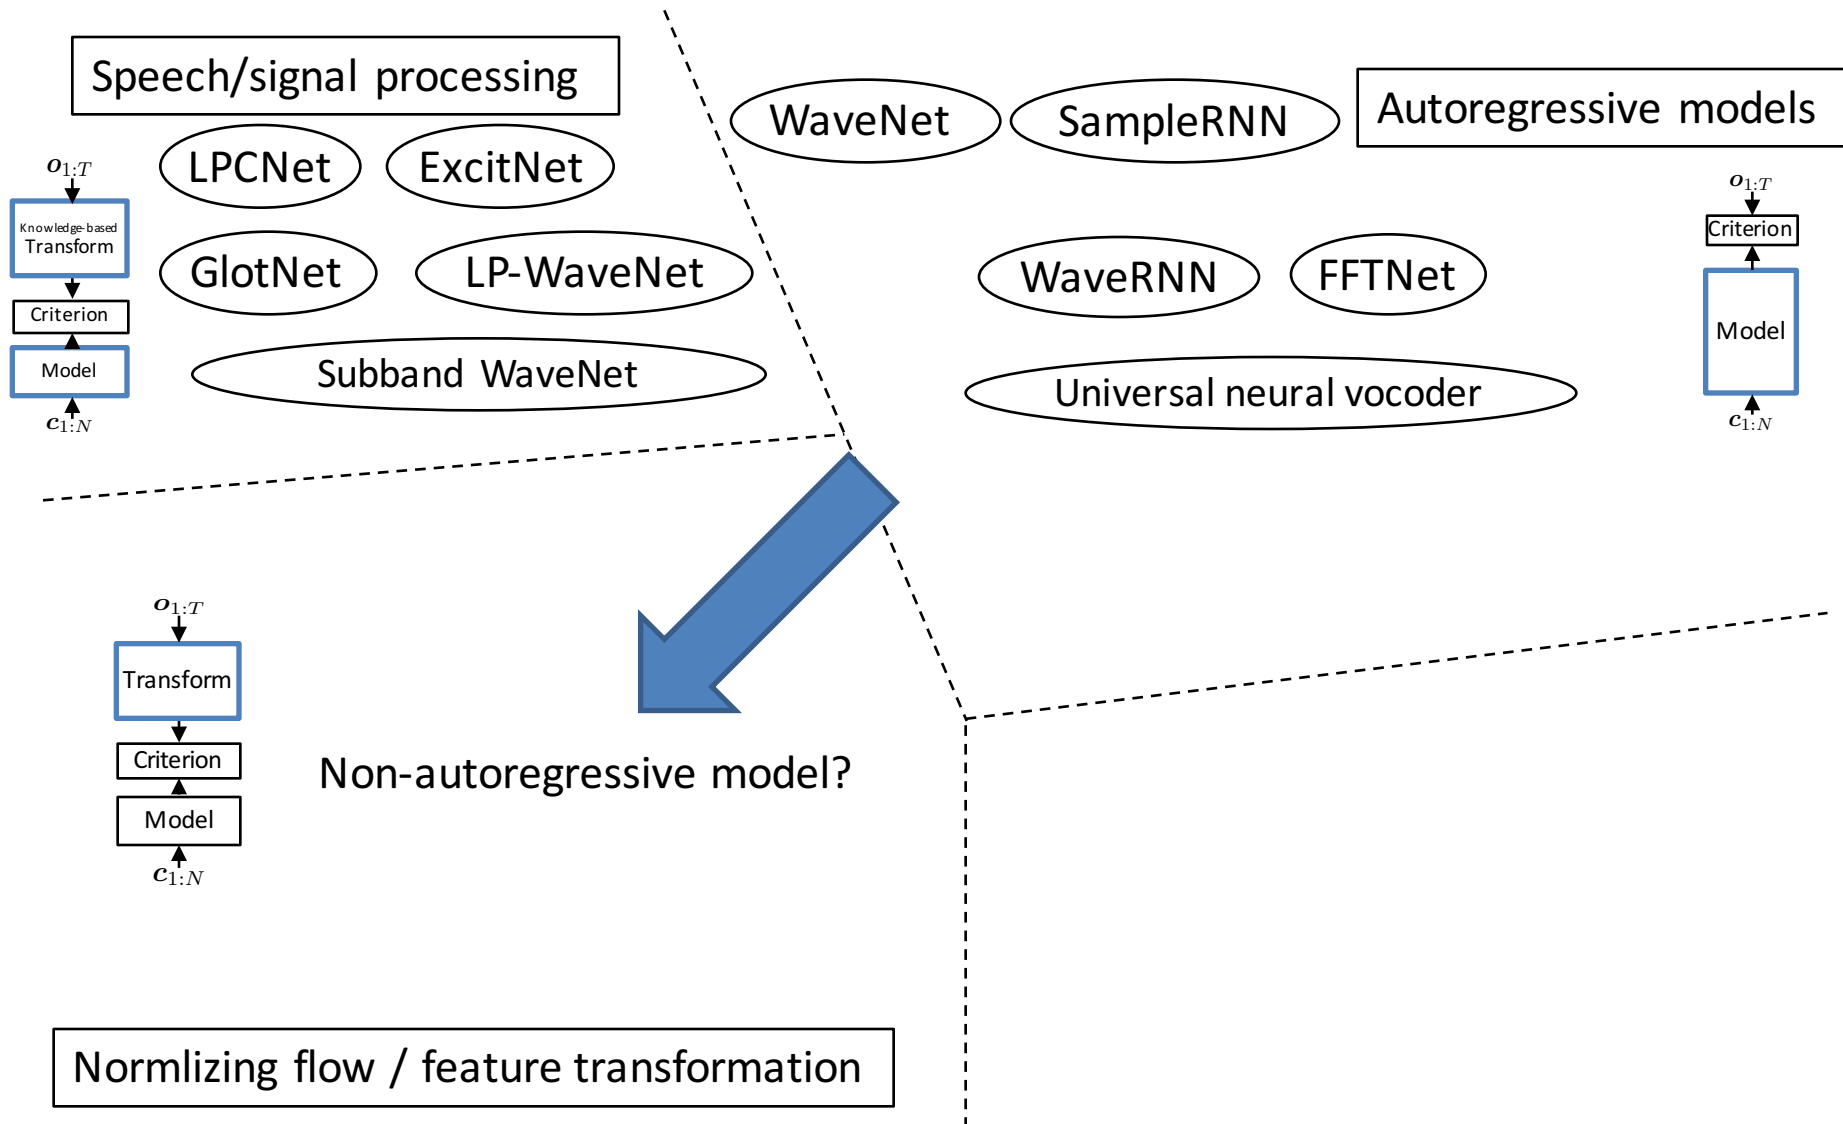 Speech/signal processing
LPCNet
ExcitNet
GlotNet
LP-WaveNet
Subband WaveNet
o1:T
Knowledge-based
Transform
Criterion
Model
c1:N
WaveNet
SampleRNN
Autoregressive models
WaveRNN
FFTNet
Universal neural vocoder
o1:T
Criterion
Model
c1:N
o1:T
Transform
Criterion
Model
c1:N
Non-autoregressive model?
Normlizing flow / feature transformation